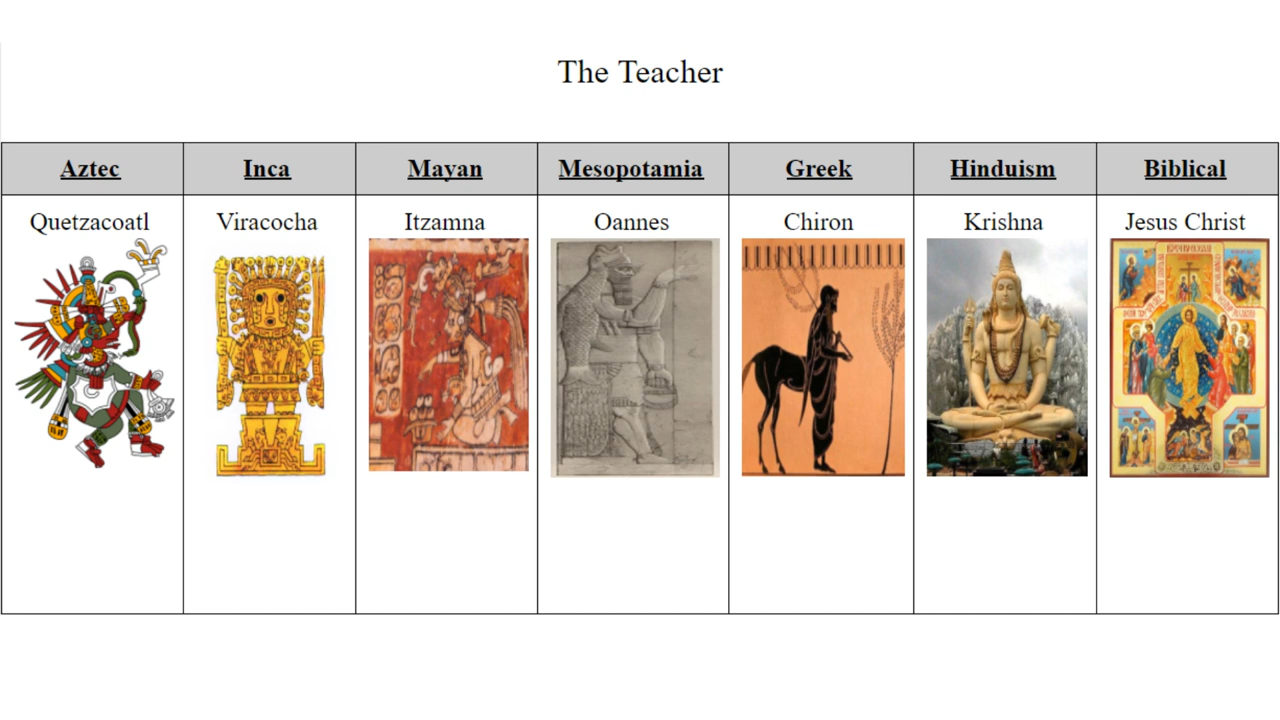 The Teacher
Aztec
Inca
Mayan
Mesopotamia
Greek
Hinduism
Biblical
Quetzacoatl
Viracocha
Itzamna
Oannes
Chiron
Krishna
Jesus Christ